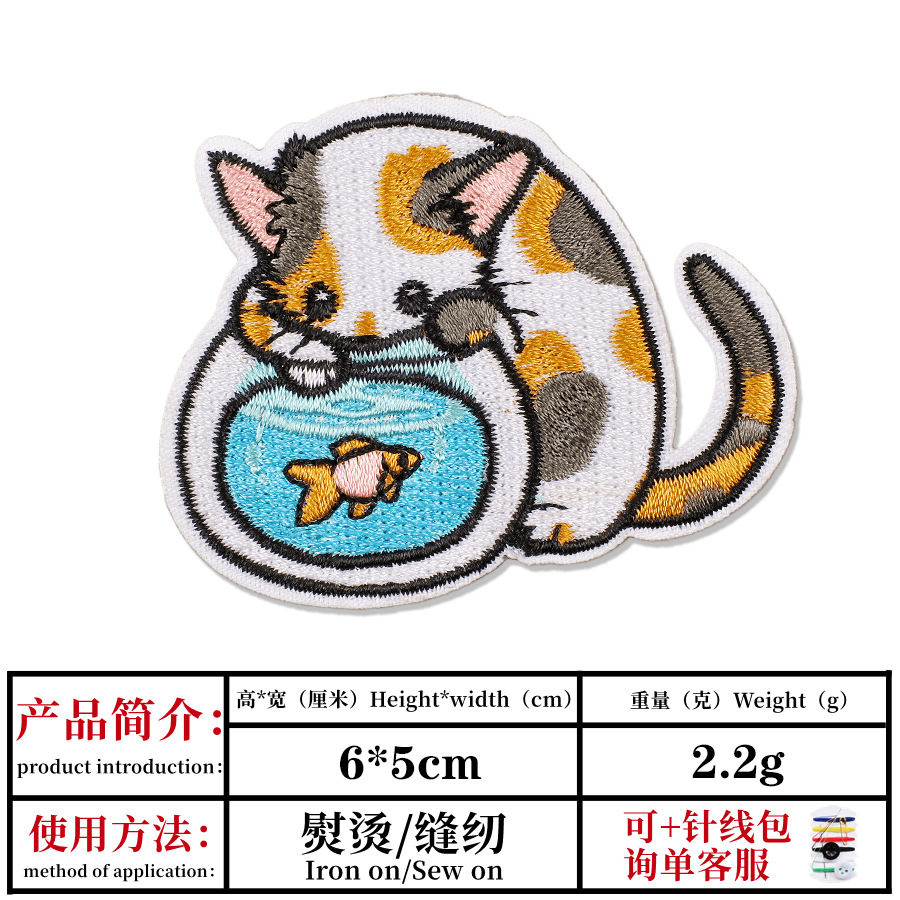 产品简介：
product introduction:
高*宽（厘米）Height*width（cm）
重量（克）Weight（g）
6*5cm
2.2g
使用方法：
method of application:
熨烫/缝纫
Iron on/Sew on
可+针线包
询单客服